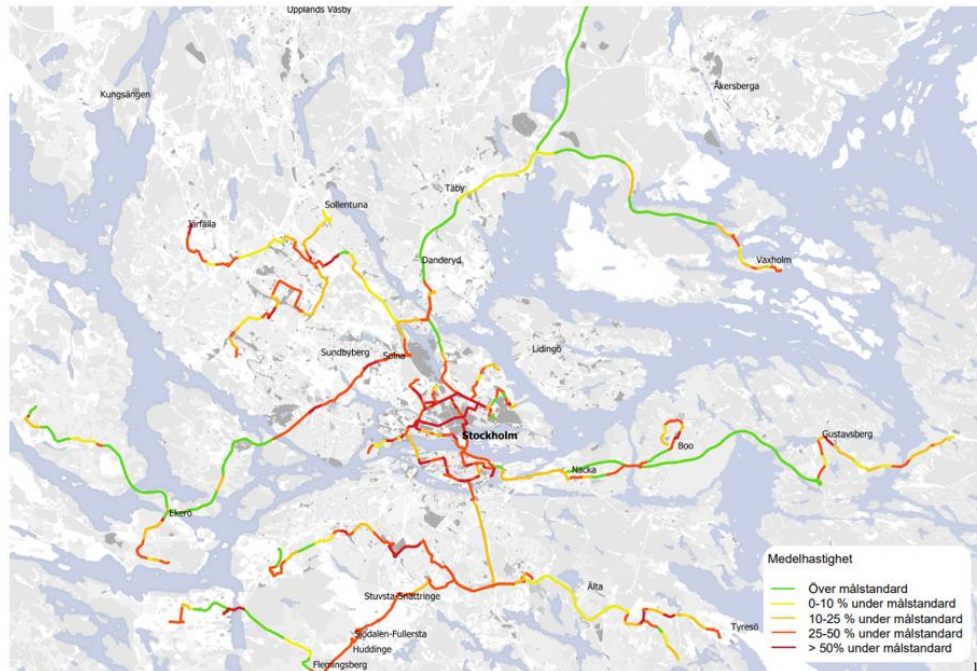 Upplands Väsby
Kungsängen
Åkersberga
Täby
Sollentuna
Järfälla
Danderyd
Vaxholm
Lidingö
Sundbyberg
Solna
Stockholm
Gustavsberg
Boo
Nacka
Ekerö
Medelhastighet
Över målstandard
0-10 % under målstandard
10-25 % under målstandard
25-50 % under målstandard
> 50% under målstandard
Älta
Stuvsta-Snättringe
Tyresö
Sjödalen-Fullersta
Huddinge
Flemingsberg